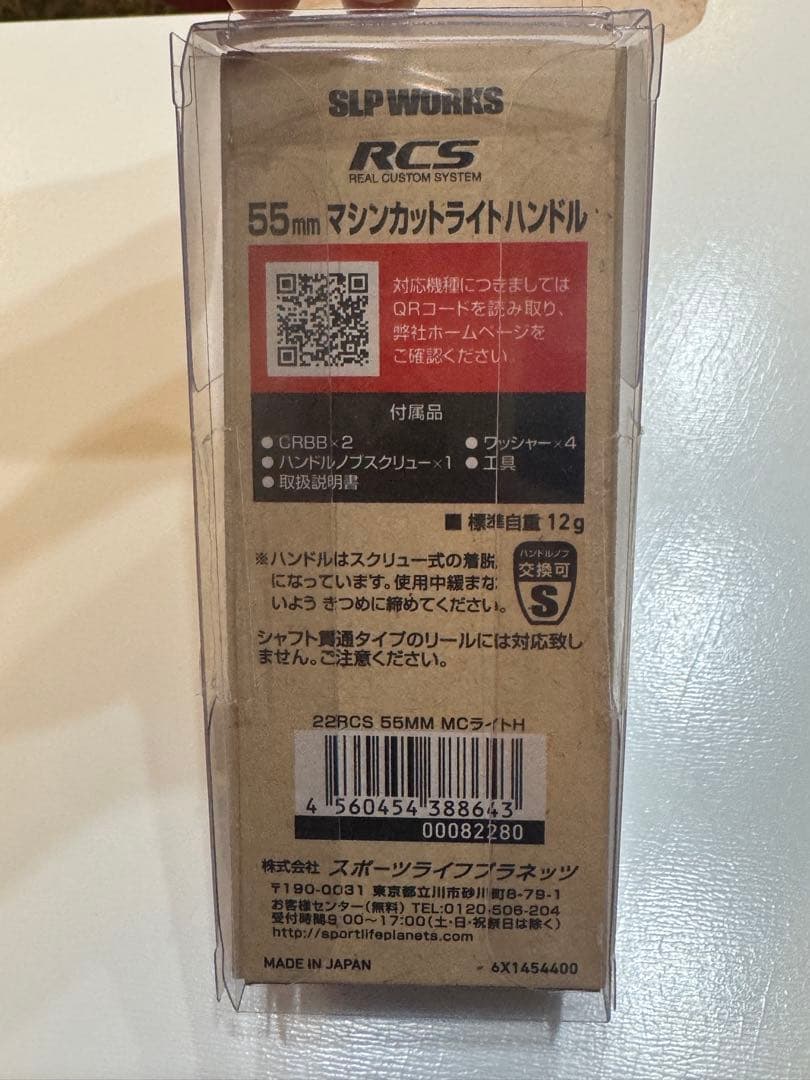 SLP WORKS
RCS
REAL CUSTOM SYSTEM
55mm マシンカットライトハンドル
対応機種につきましては
QRコードを読み取り、
弊社ホームページを
ご確認ください。
付属品
● CRBB×2 ● ワッシャー×4
● ハンドルノブスクリュー×1 ● 工具
● 取扱説明書
■ 標準自重 12g
※ハンドルはスクリュー式の着脱
になっています。使用中緩まな
いよう きつめに締めてください。
ハンドルノブ
交換可
S
シャフト貫通タイプのリールには対応致し
ません。ご注意ください。
22RCS 55MM MCライトH
4 560454 388643
00082280
株式会社 スポーツライフプラネッツ
〒190-0031 東京都立川市砂川町8-79-1
お客様センター(無料) TEL:0120-506-204
受付時間9:00〜17:00(土・日・祝祭日は除く)
http://sportlifeplanets.com
MADE IN JAPAN 6X1454400